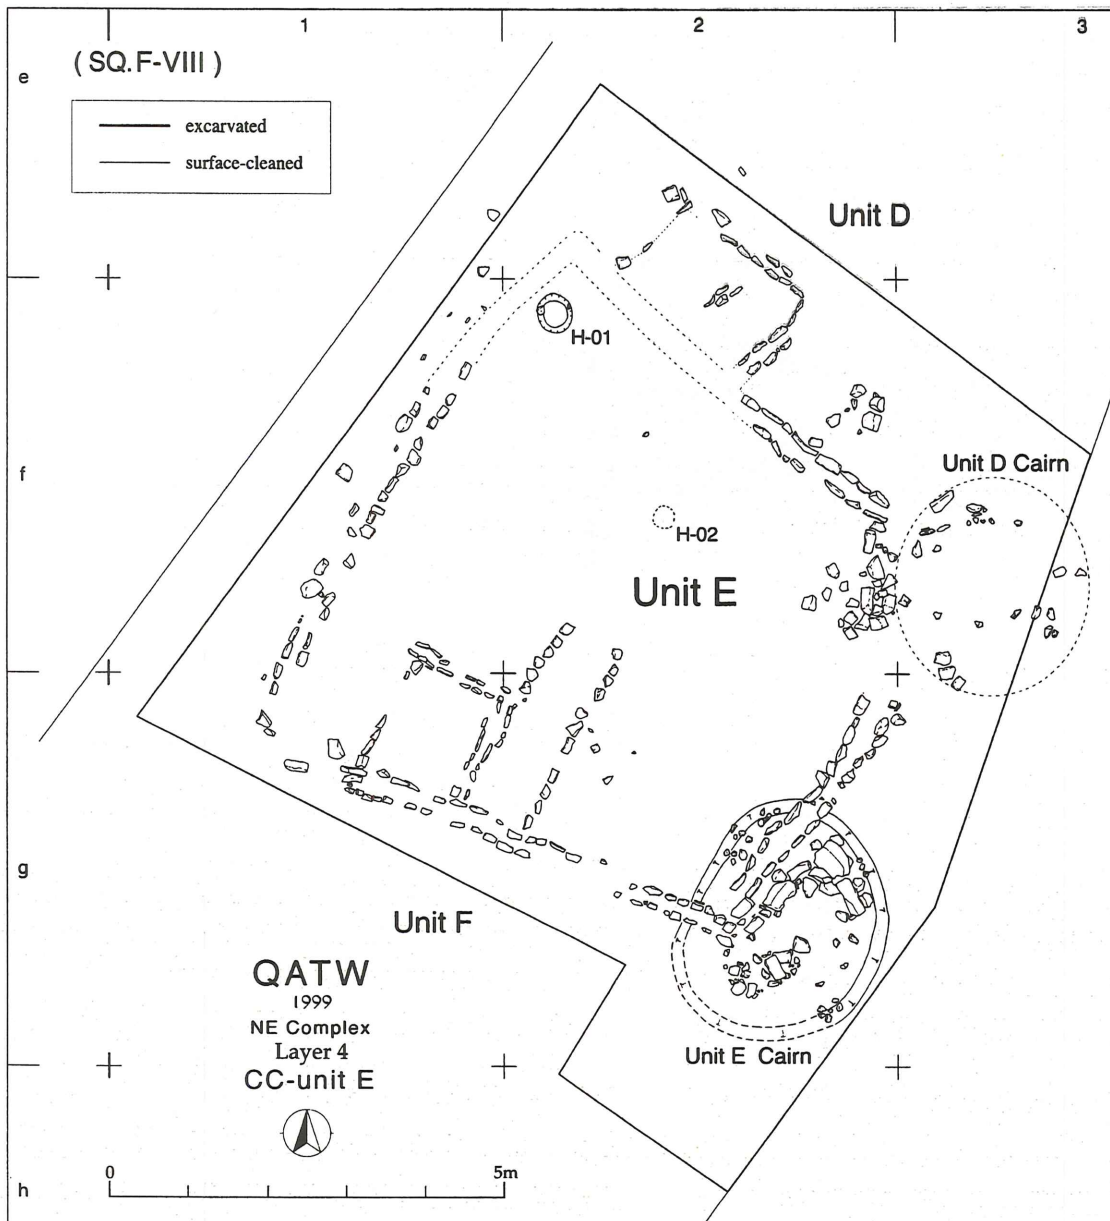 1 2 3
e
( SQ.F-VIII )
excarvated
surface-cleaned
Unit D
H-01
f
Unit D Cairn
H-02
Unit E
g
Unit F
QATW
1999
NE Complex
Layer 4
CC-unit E
Unit E Cairn
0 5m
h